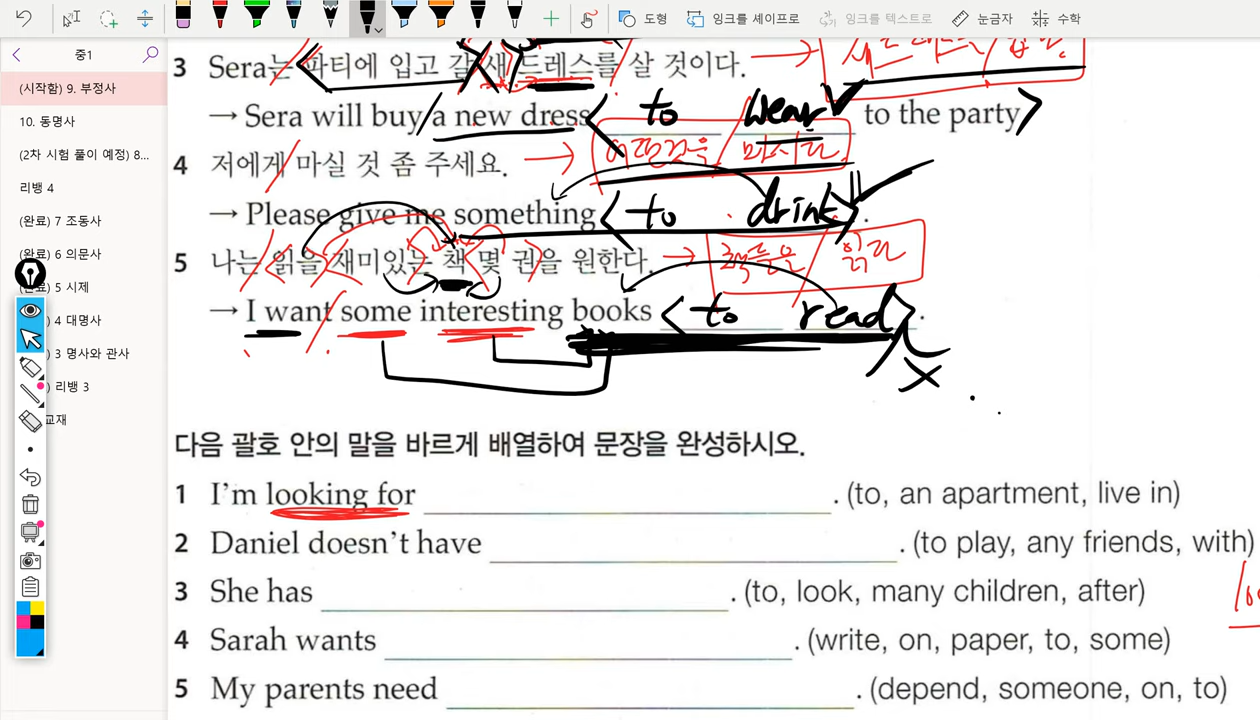 도형
잉크를 셰이프로
잉크를 텍스트로
눈금자
수학
중1
(시작함) 9. 부정사
10. 동명사
(2차 시험 풀이 예정) 8...
리뱅 4
(완료) 7 조동사
(완료) 6 의문사
5 시제
) 4 대명사
) 3 명사와 관사
) 리뱅 3
교재
3 Sera는 파티에 입고 갈 새 드레스를 살 것이다.
→ Sera will buy a new dress to wear to the party
4 저에게 마실 것 좀 주세요. → 어떤것을 / 마시다
→ Please give me something to drink .
5 나는 읽을 재미있는 책 몇 권을 원한다. → 책들을 / 읽다
→ I want some interesting books to read .
다음 괄호 안의 말을 바르게 배열하여 문장을 완성하시오.
1 I'm looking for . (to, an apartment, live in)
2 Daniel doesn't have . (to play, any friends, with)
3 She has . (to, look, many children, after)
4 Sarah wants . (write, on, paper, to, some)
5 My parents need . (depend, someone, on, to)